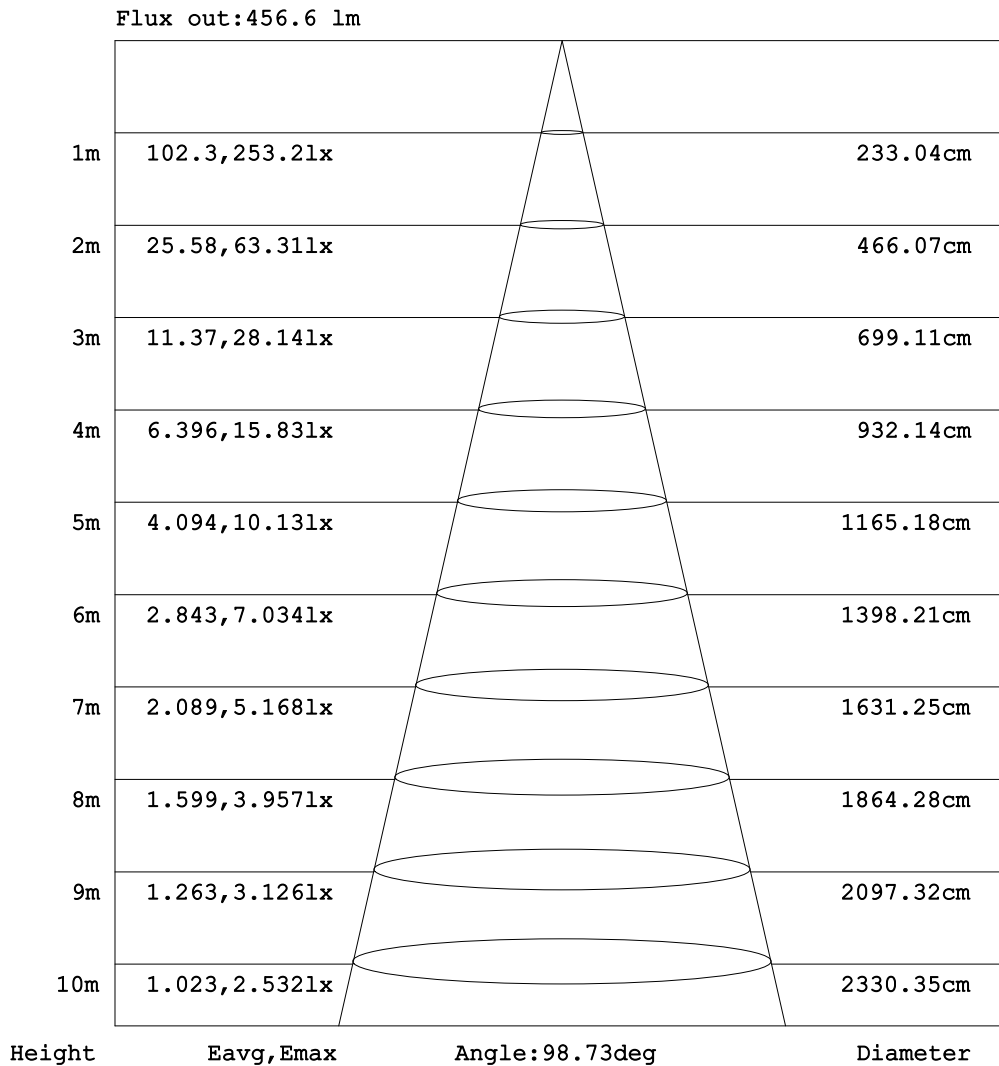 Flux out:456.6 lm
1m 102.3,253.2lx 233.04cm
2m 25.58,63.31lx 466.07cm
3m 11.37,28.14lx 699.11cm
4m 6.396,15.83lx 932.14cm
5m 4.094,10.13lx 1165.18cm
6m 2.843,7.034lx 1398.21cm
7m 2.089,5.168lx 1631.25cm
8m 1.599,3.957lx 1864.28cm
9m 1.263,3.126lx 2097.32cm
10m 1.023,2.532lx 2330.35cm
Height Eavg,Emax Angle:98.73deg Diameter